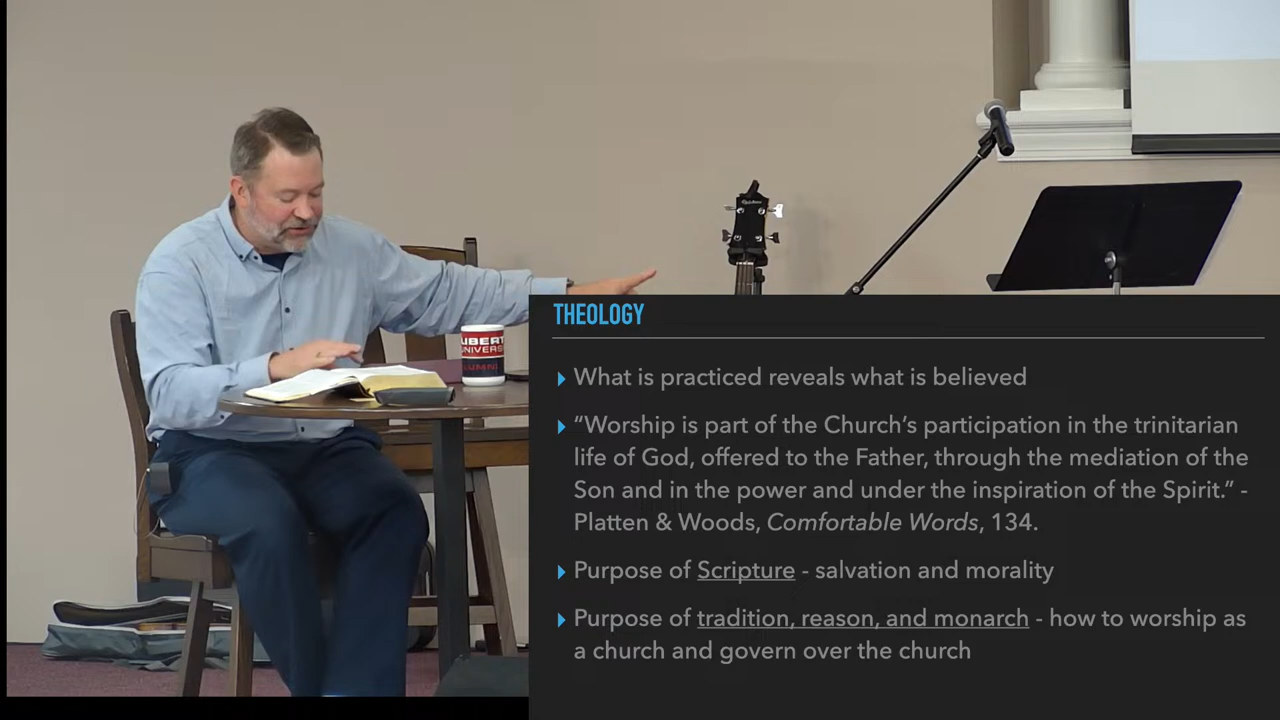 LIBERT
UNIVERS
ALUMNI
THEOLOGY
What is practiced reveals what is believed
“Worship is part of the Church’s participation in the trinitarian
life of God, offered to the Father, through the mediation of the
Son and in the power and under the inspiration of the Spirit.” -
Platten & Woods, Comfortable Words, 134.
Purpose of Scripture - salvation and morality
Purpose of tradition, reason, and monarch - how to worship as
a church and govern over the church